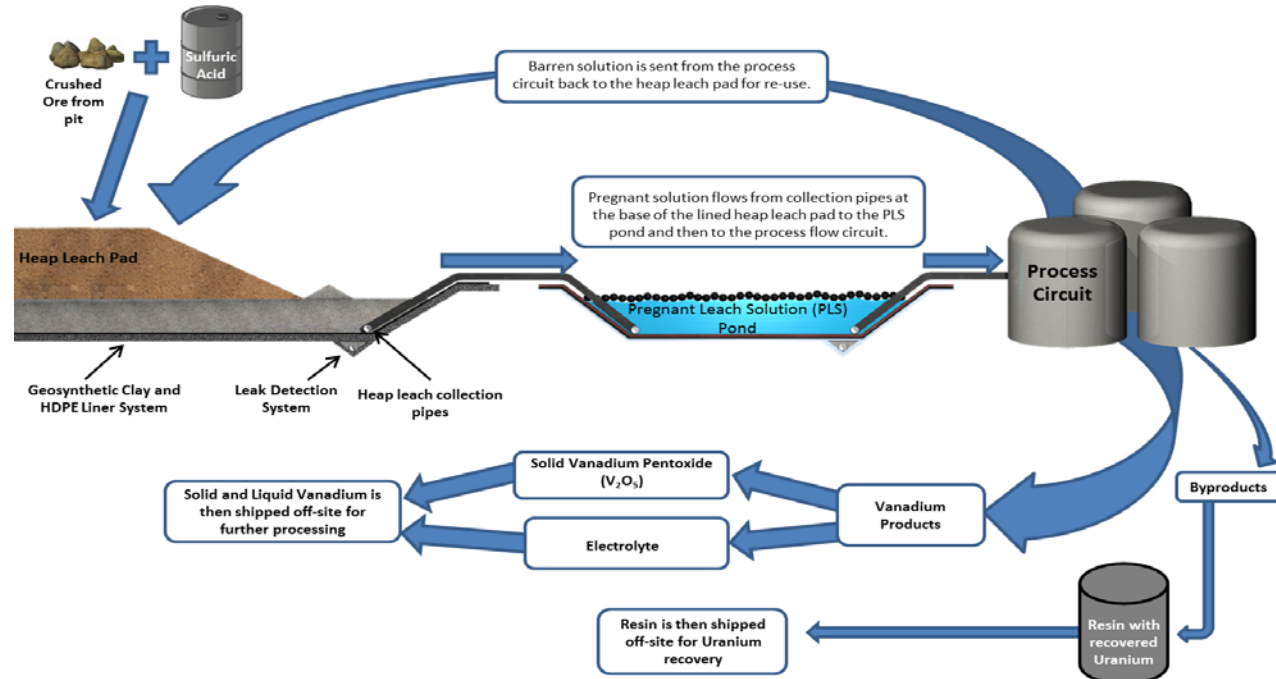 Crushed
Ore from
pit
Sulfuric
Acid
Barren solution is sent from the process
circuit back to the heap leach pad for re-use.
Pregnant solution flows from collection pipes at
the base of the lined heap leach pad to the PLS
pond and then to the process flow circuit.
Heap Leach Pad
Pregnant Leach Solution (PLS)
Pond
Process
Circuit
Geosynthetic Clay and
HDPE Liner System
Leak Detection
System
Heap leach collection
pipes
Solid Vanadium Pentoxide
(V₂O₅)
Solid and Liquid Vanadium is
then shipped off-site for
further processing
Electrolyte
Vanadium
Products
Byproducts
Resin is then shipped
off-site for Uranium
recovery
Resin with
recovered
Uranium